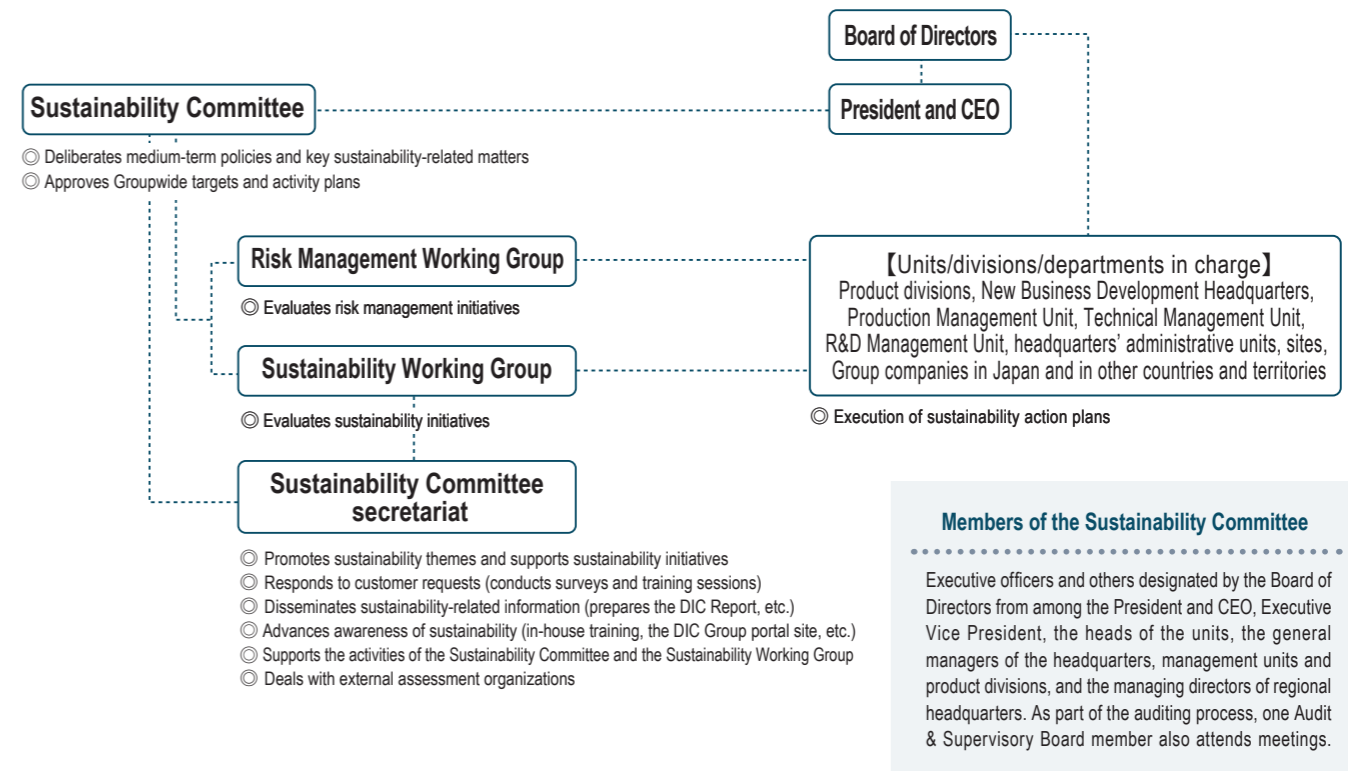 Board of Directors
President and CEO
Sustainability Committee
◎ Deliberates medium-term policies and key sustainability-related matters
◎ Approves Groupwide targets and activity plans
Risk Management Working Group
◎ Evaluates risk management initiatives
Sustainability Working Group
◎ Evaluates sustainability initiatives
Sustainability Committee
secretariat
◎ Promotes sustainability themes and supports sustainability initiatives
◎ Responds to customer requests (conducts surveys and training sessions)
◎ Disseminates sustainability-related information (prepares the DIC Report, etc.)
◎ Advances awareness of sustainability (in-house training, the DIC Group portal site, etc.)
◎ Supports the activities of the Sustainability Committee and the Sustainability Working Group
◎ Deals with external assessment organizations
【Units/divisions/departments in charge】
Product divisions, New Business Development Headquarters,
Production Management Unit, Technical Management Unit,
R&D Management Unit, headquarters’ administrative units, sites,
Group companies in Japan and in other countries and territories
◎ Execution of sustainability action plans
Members of the Sustainability Committee
Executive officers and others designated by the Board of
Directors from among the President and CEO, Executive
Vice President, the heads of the units, the general
managers of the headquarters, management units and
product divisions, and the managing directors of regional
headquarters. As part of the auditing process, one Audit
& Supervisory Board member also attends meetings.